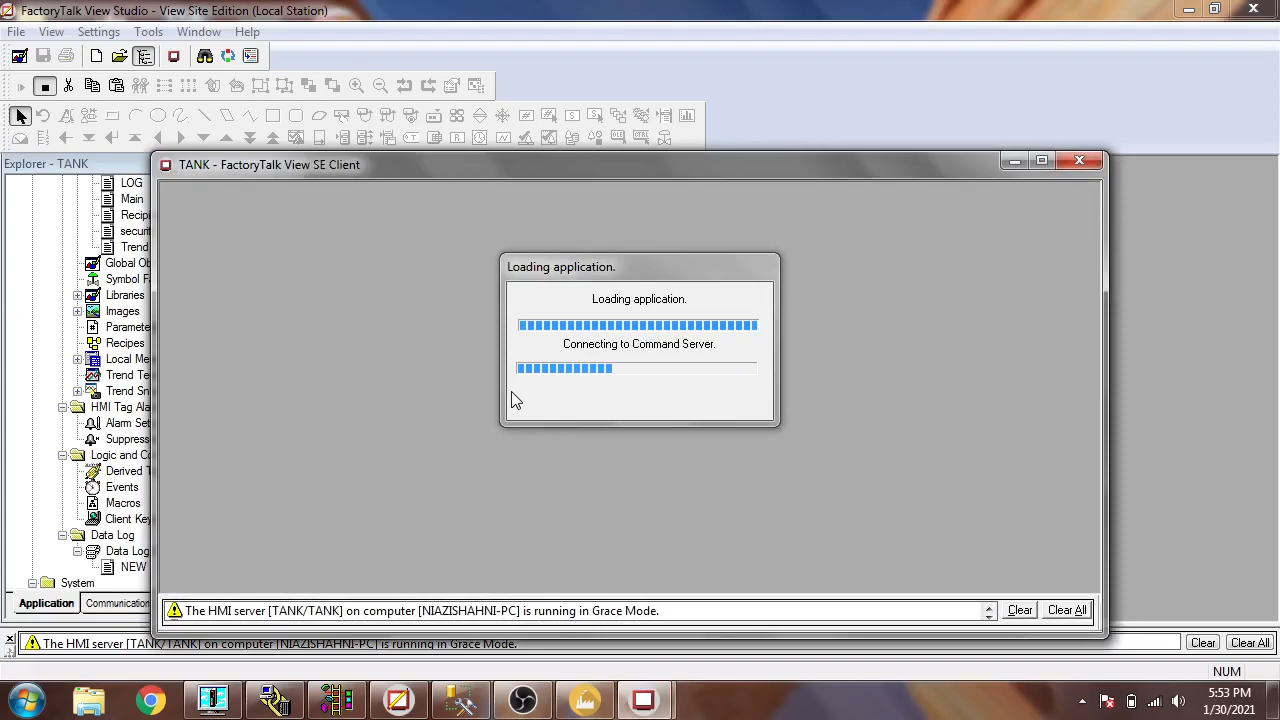 FactoryTalk View Studio - View Site Edition (Local Station)
File View Settings Tools Window Help
Explorer - TANK
LOG
Main
Recip
securi
Trend
Global Ob
Symbol Fa
Libraries
Images
Paramete
Recipes
Local Me
Trend Te
Trend Sn
HMI Tag Ala
Alarm Set
Suppress
Logic and Co
Derived T
Events
Macros
Client Key
Data Log
Data Log
NEW
System
Application Communication
TANK - FactoryTalk View SE Client
Loading application.
Loading application.
Connecting to Command Server.
The HMI server [TANK/TANK] on computer [NIAZISHAHNI-PC] is running in Grace Mode.
Clear Clear All
The HMI server [TANK/TANK] on computer [NIAZISHAHNI-PC] is running in Grace Mode.
Clear Clear All
NUM
5:53 PM
1/30/2021